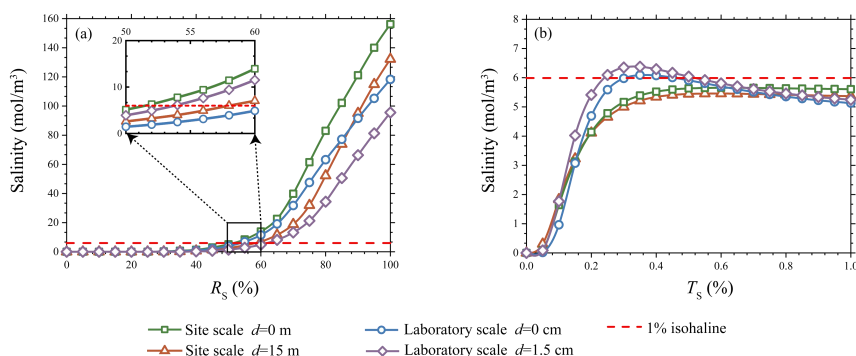 (a)
50 55 60
20
10
0
160
140
120
100
80
60
40
20
0
Salinity (mol/m³)
0 20 40 60 80 100
R_S (%)
(b)
8
7
6
5
4
3
2
1
0
Salinity (mol/m³)
0.0 0.2 0.4 0.6 0.8 1.0
T_S (%)
Site scale d=0 m Laboratory scale d=0 cm 1% isohaline
Site scale d=15 m Laboratory scale d=1.5 cm